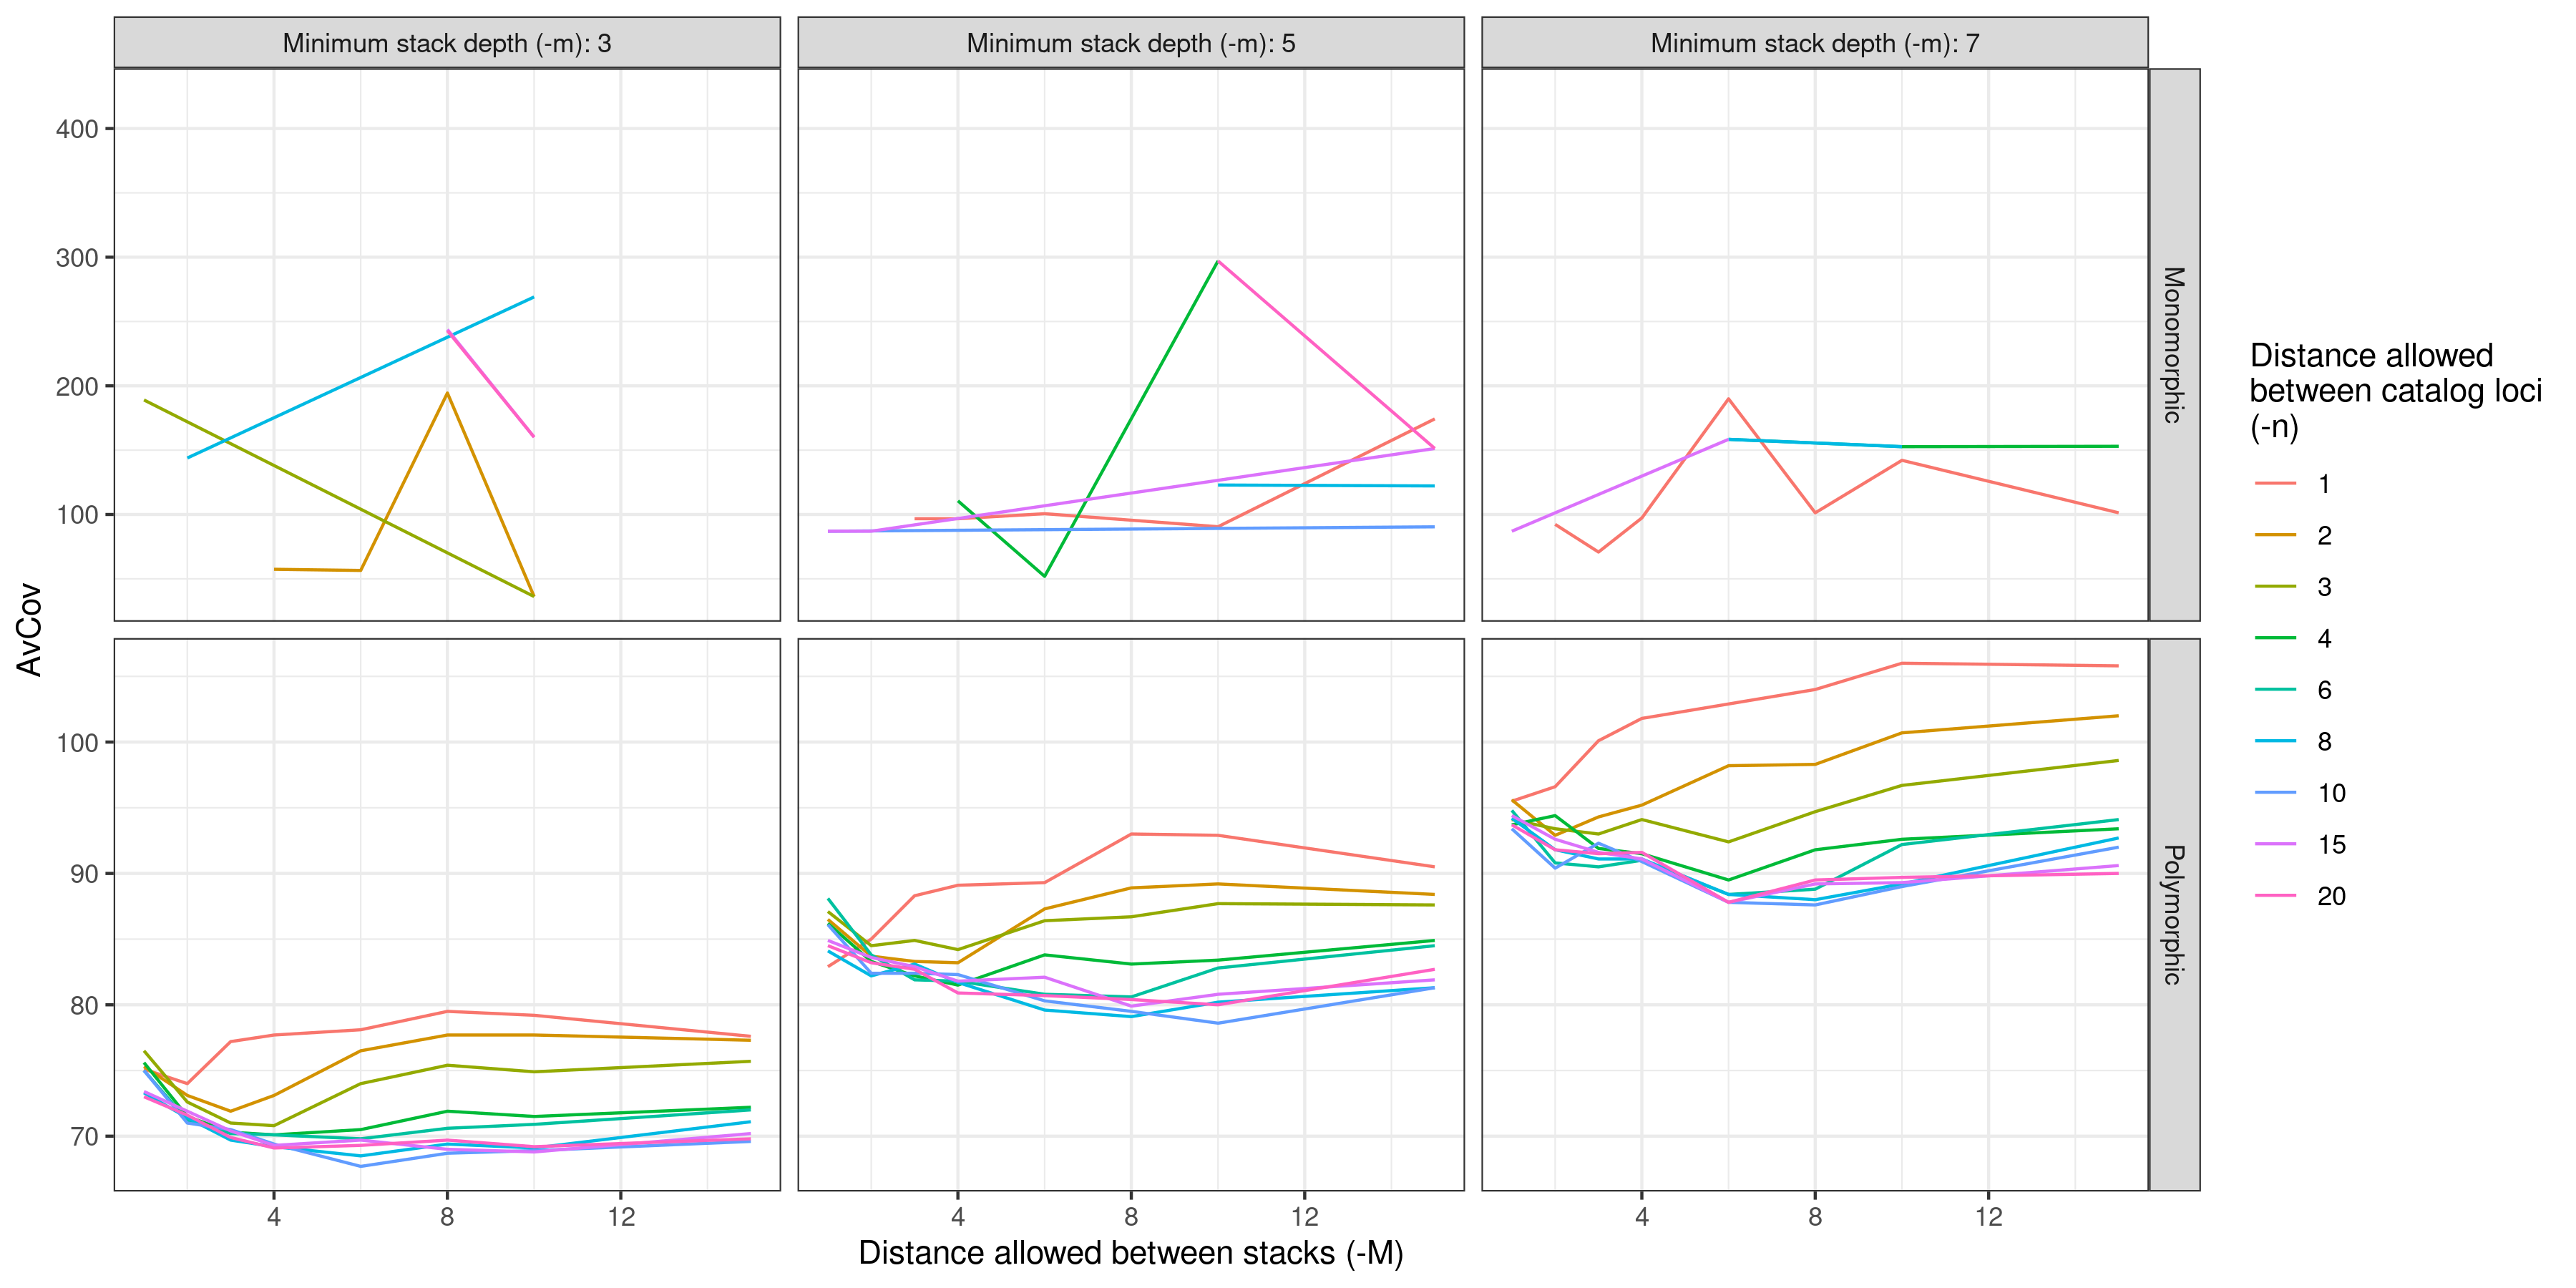 Minimum stack depth (-m): 3
Minimum stack depth (-m): 5
Minimum stack depth (-m): 7
400
300
200
100
Monomorphic
AvCov
100
90
80
70
Polymorphic
4 8 12
4 8 12
4 8 12
Distance allowed between stacks (-M)
Distance allowed
between catalog loci
(-n)
1
2
3
4
6
8
10
15
20